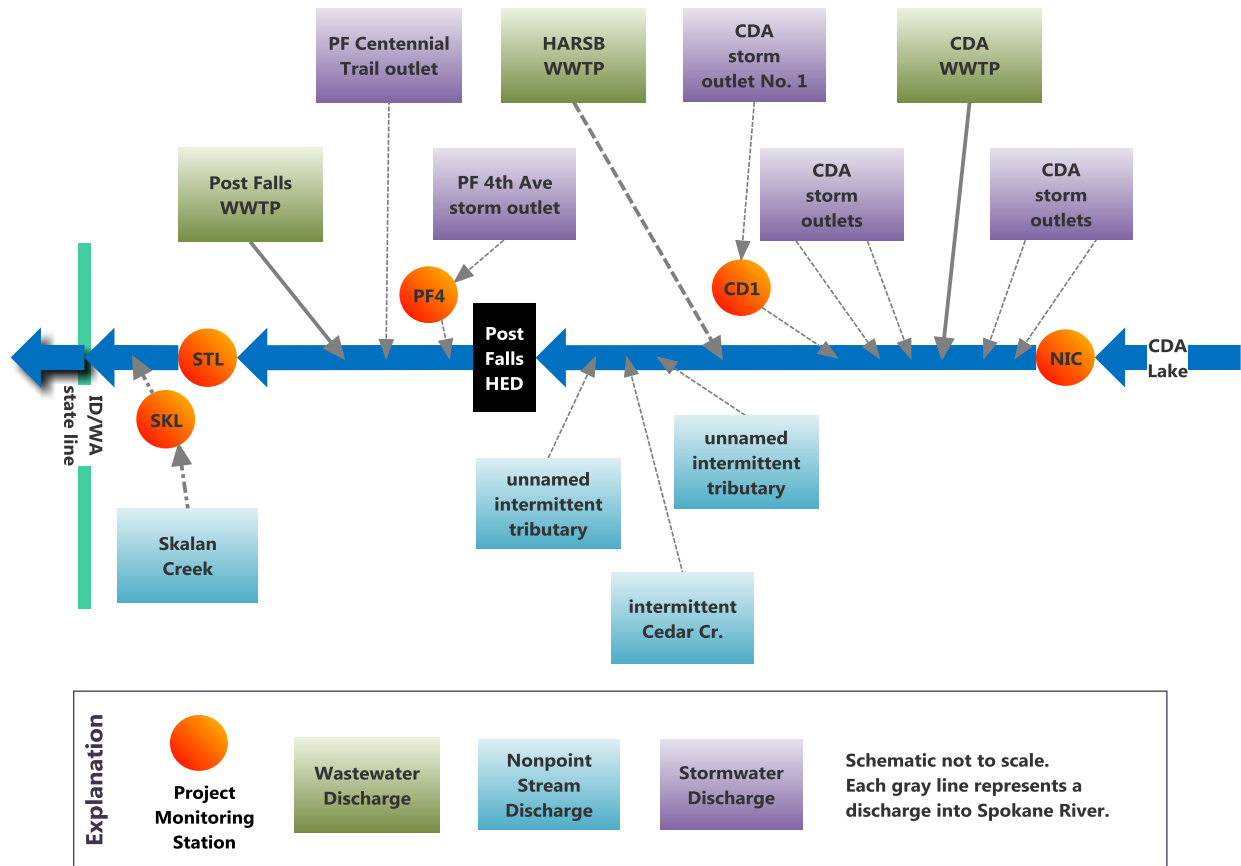 PF Centennial
Trail outlet
HARSB
WWTP
CDA
storm
outlet No. 1
CDA
WWTP
Post Falls
WWTP
PF 4th Ave
storm outlet
CDA
storm
outlets
CDA
storm
outlets
PF4
CD1
STL
Post
Falls
HED
NIC
CDA
Lake
SKL
ID/WA
state line
unnamed
intermittent
tributary
unnamed
intermittent
tributary
Skalan
Creek
intermittent
Cedar Cr.
Explanation
Project
Monitoring
Station
Wastewater
Discharge
Nonpoint
Stream
Discharge
Stormwater
Discharge
Schematic not to scale.
Each gray line represents a
discharge into Spokane River.